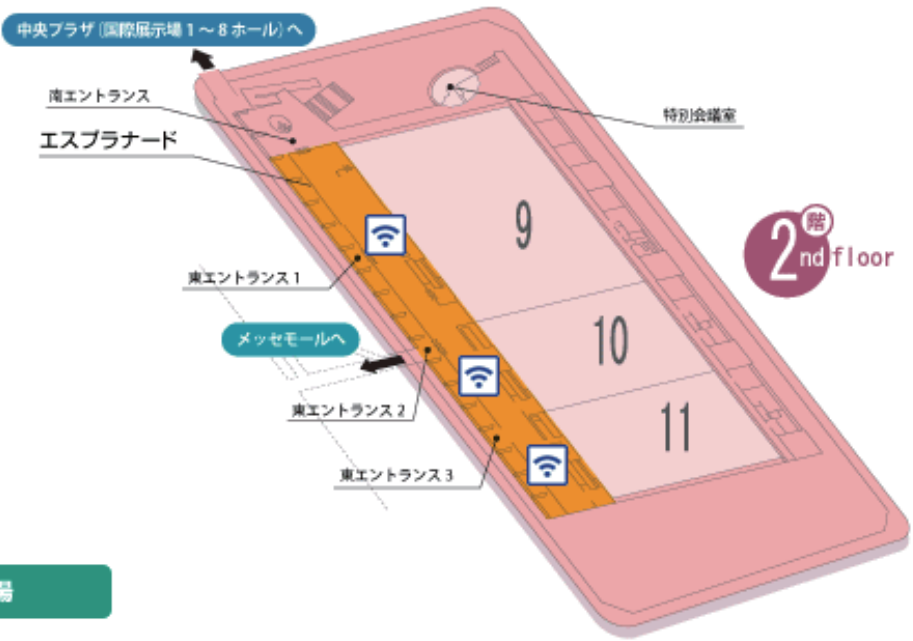 中央プラザ(国際展示場1~8ホール)へ
南エントランス
エスプラナード
特別会議室
9
2nd floor
階
東エントランス1
メッセモールへ
10
東エントランス2
11
東エントランス3
場